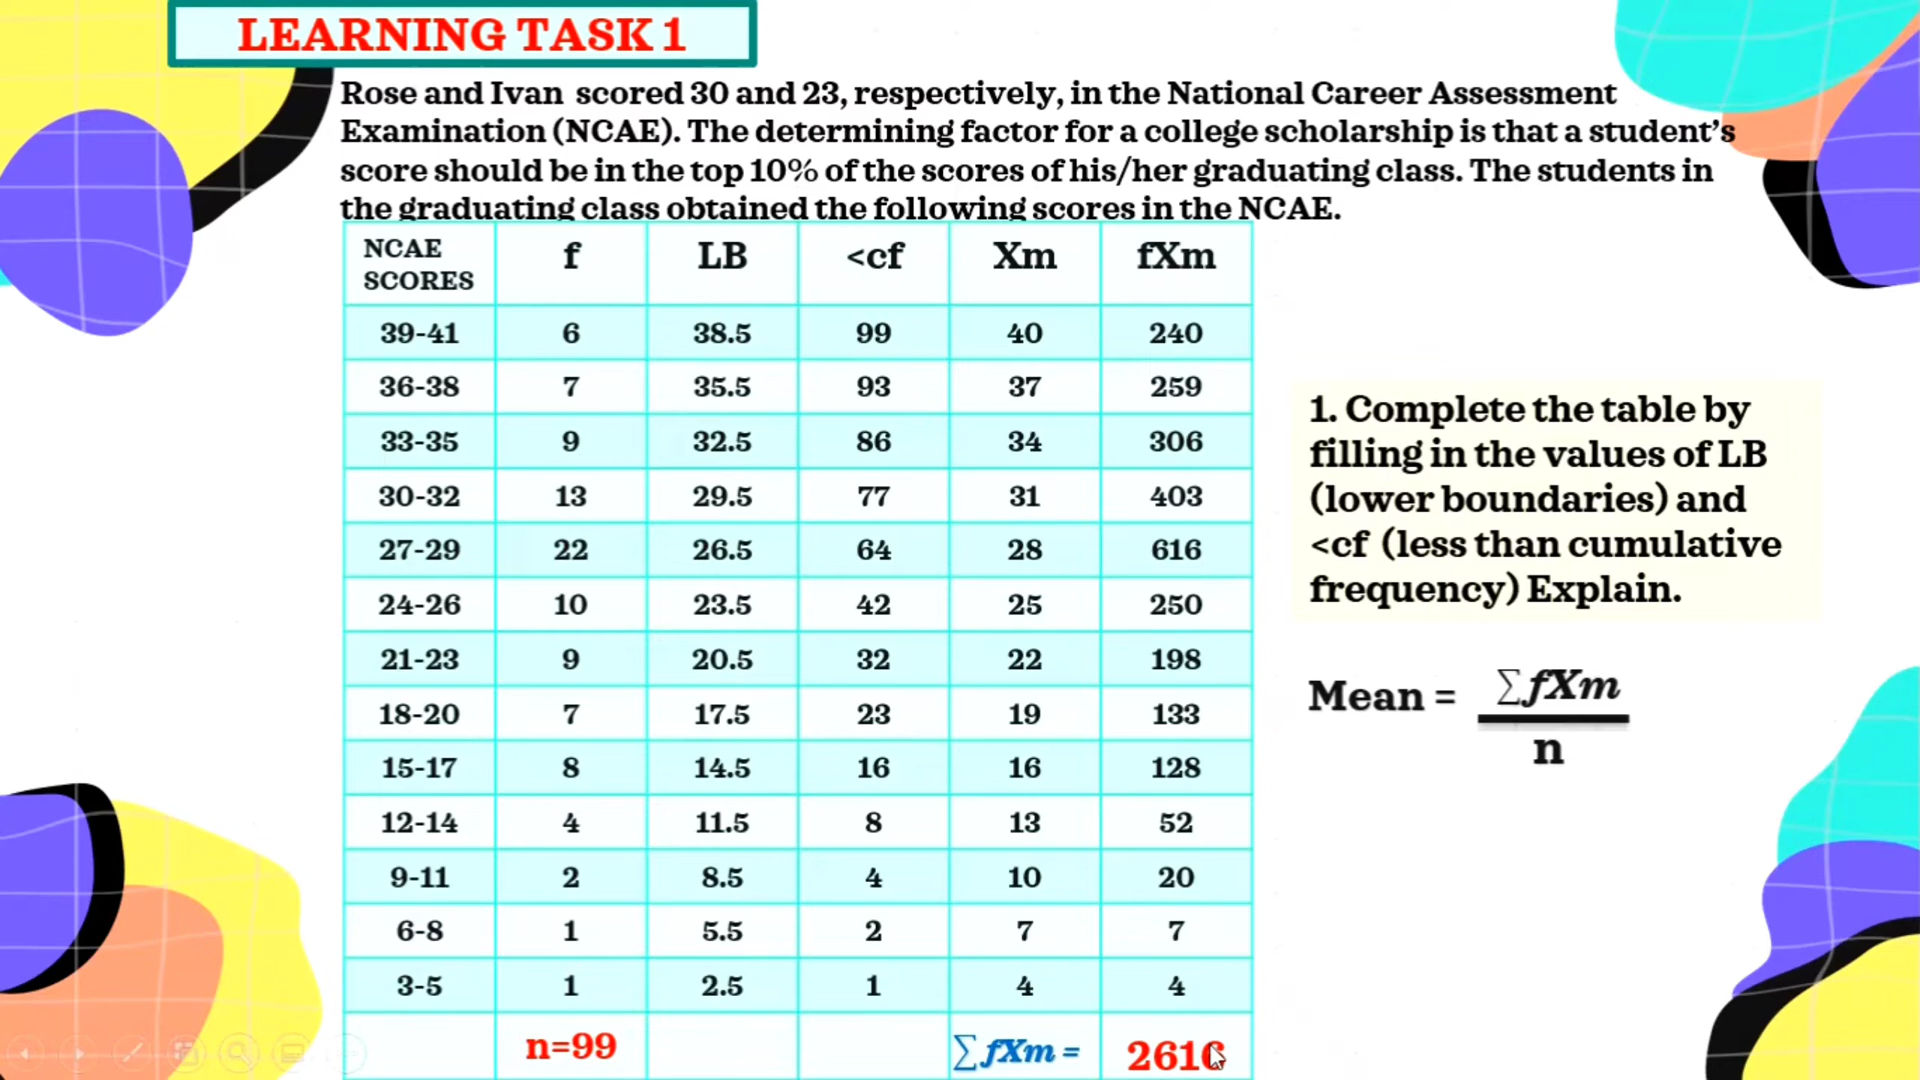 LEARNING TASK 1
Rose and Ivan scored 30 and 23, respectively, in the National Career Assessment
Examination (NCAE). The determining factor for a college scholarship is that a student's
score should be in the top 10% of the scores of his/her graduating class. The students in
the graduating class obtained the following scores in the NCAE.
NCAE SCORES f LB <cf Xm fXm
39-41 6 38.5 99 40 240
36-38 7 35.5 93 37 259
33-35 9 32.5 86 34 306
30-32 13 29.5 77 31 403
27-29 22 26.5 64 28 616
24-26 10 23.5 42 25 250
21-23 9 20.5 32 22 198
18-20 7 17.5 23 19 133
15-17 8 14.5 16 16 128
12-14 4 11.5 8 13 52
9-11 2 8.5 4 10 20
6-8 1 5.5 2 7 7
3-5 1 2.5 1 4 4
n=99 ∑fXm = 2616
1. Complete the table by
filling in the values of LB
(lower boundaries) and
<cf (less than cumulative
frequency) Explain.
Mean = ∑fXm
n